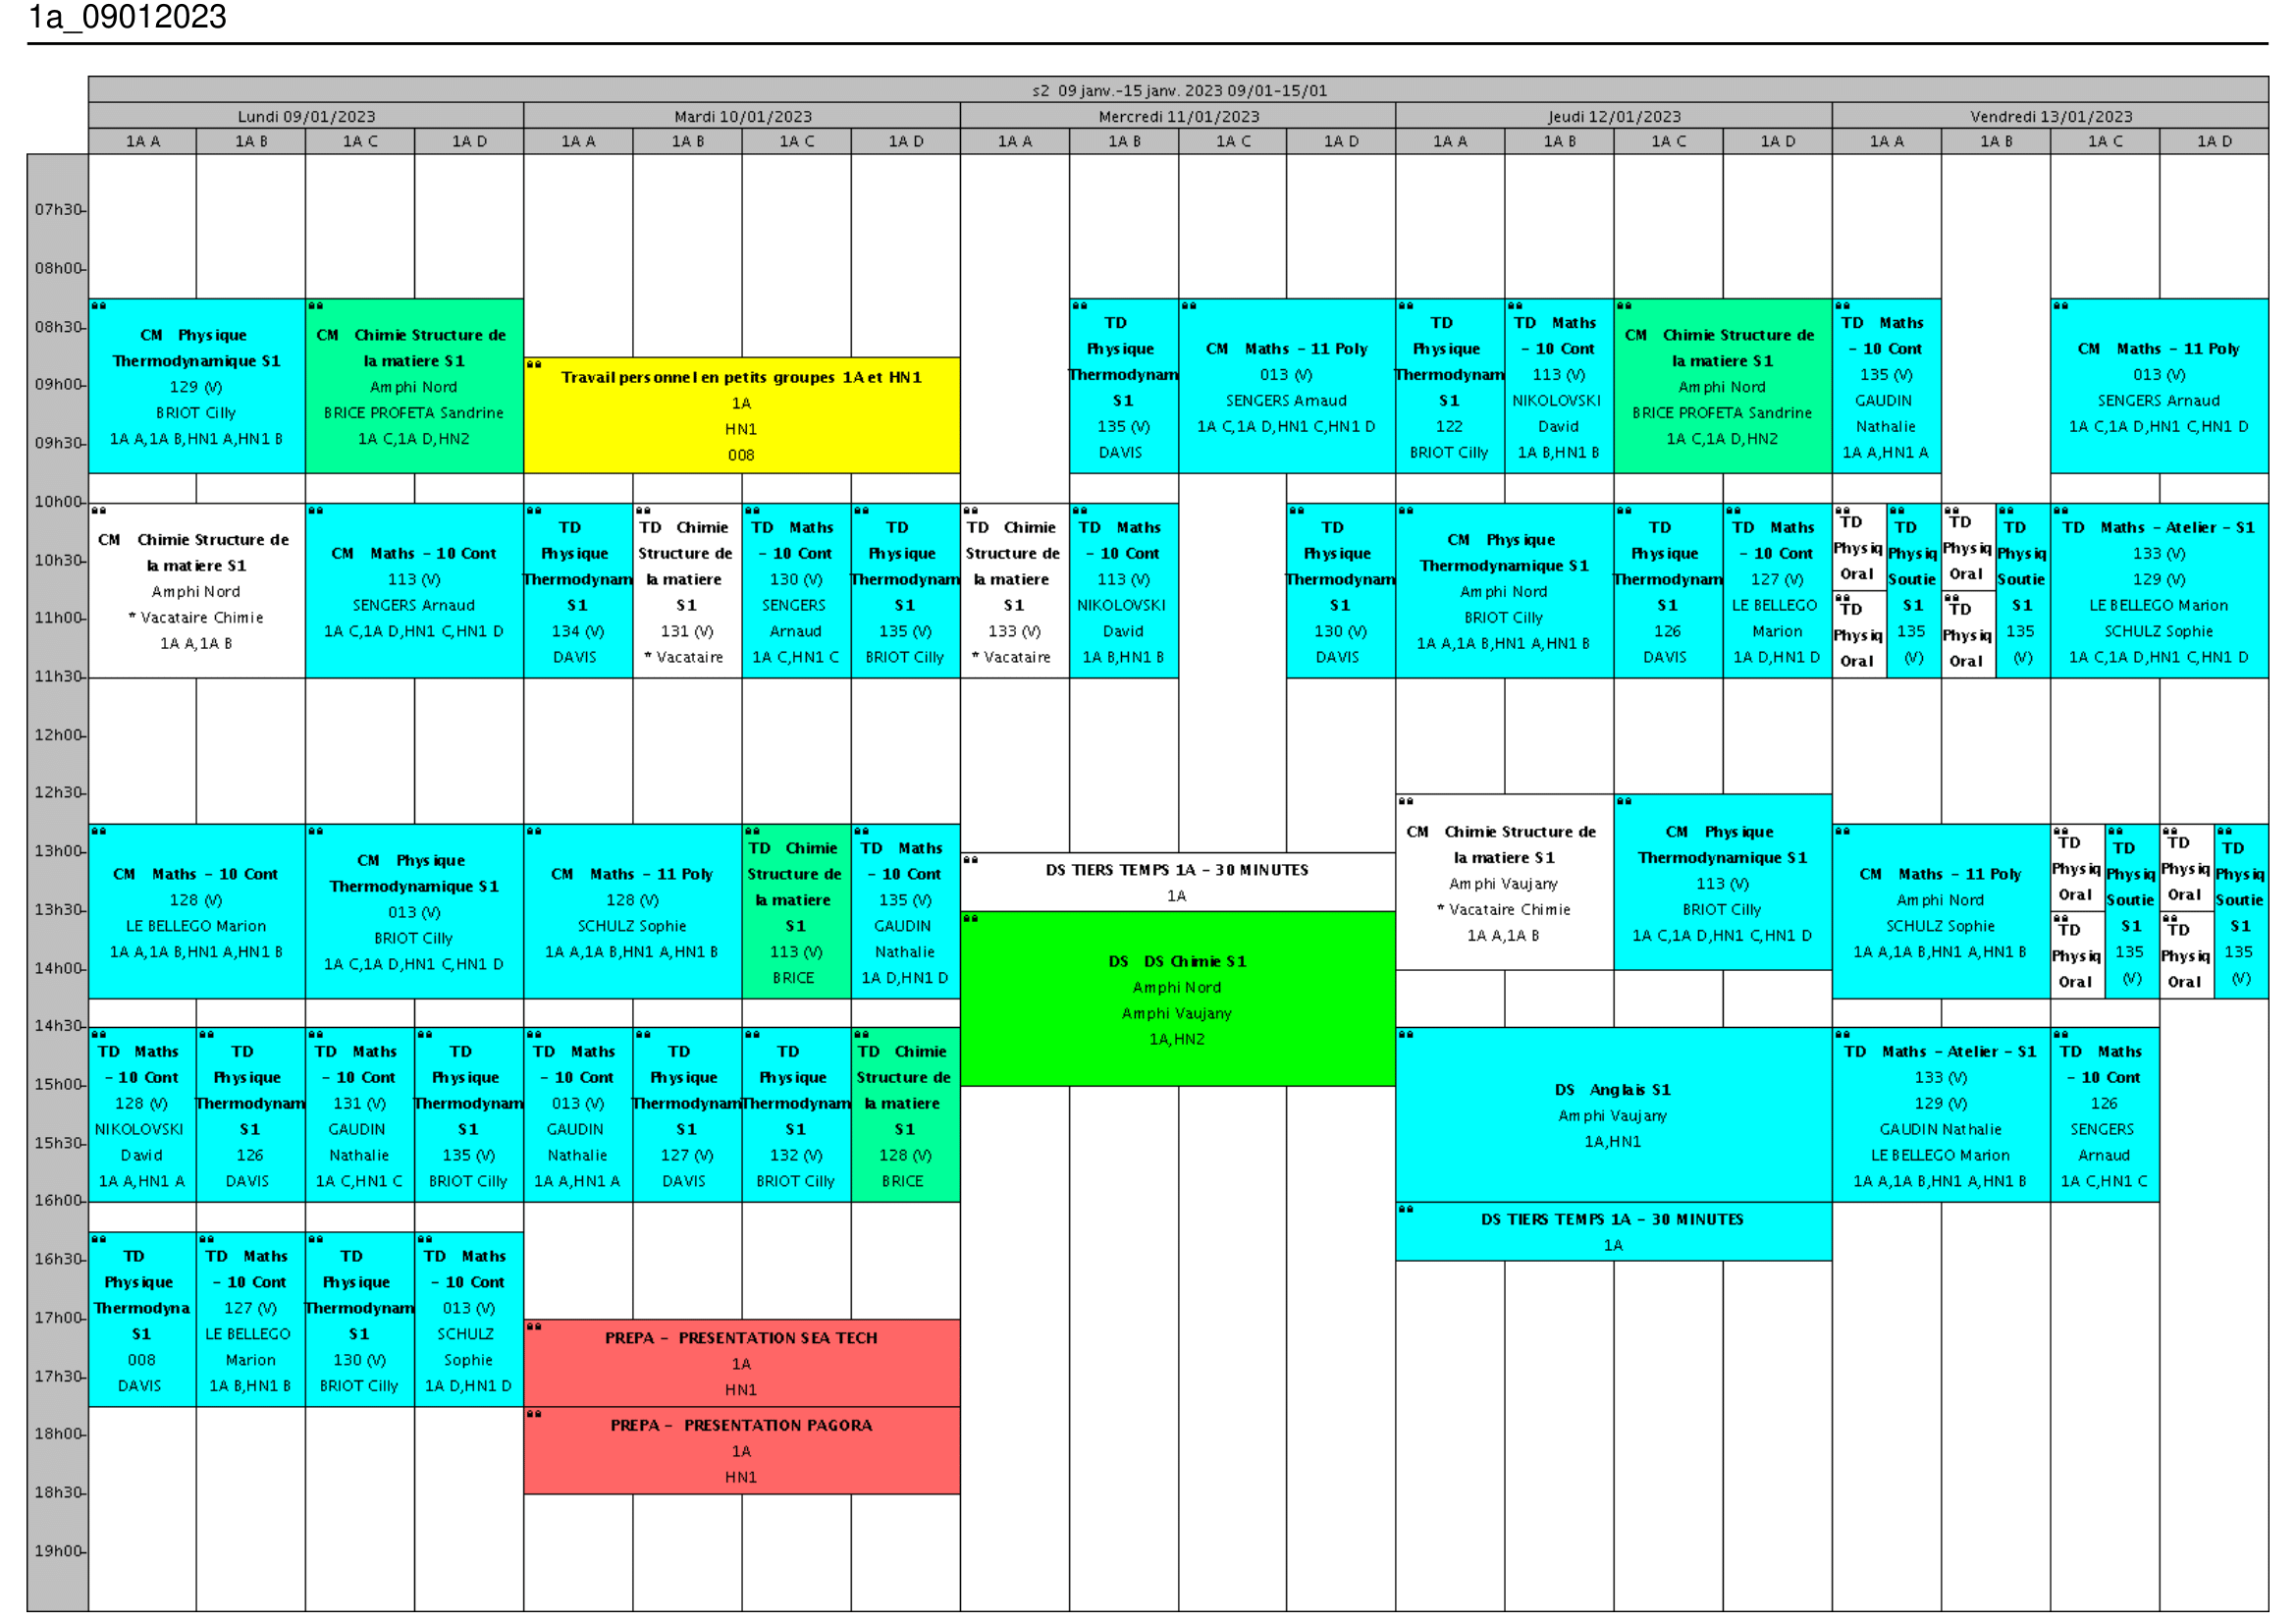 1a_09012023
s2 09 janv.-15 janv. 2023 09/01-15/01
Lundi 09/01/2023
Mardi 10/01/2023
Mercredi 11/01/2023
Jeudi 12/01/2023
Vendredi 13/01/2023
1A A
1A B
1A C
1A D
1A A
1A B
1A C
1A D
1A A
1A B
1A C
1A D
1A A
1A B
1A C
1A D
1A A
1A B
1A C
1A D
07h30
08h00
08h30
09h00
09h30
10h00
10h30
11h00
11h30
12h00
12h30
13h00
13h30
14h00
14h30
15h00
15h30
16h00
16h30
17h00
17h30
18h00
18h30
19h00
CM Physique
Thermodynamique S1
129 (V)
BRIOT Cilly
1A A,1A B,HN1 A,HN1 B
CM Chimie Structure de
la matiere S1
Amphi Nord
BRICE PROFETA Sandrine
1A C,1A D,HN2
Travail personnel en petits groupes 1A et HN1
1A
HN1
008
TD
Physique
Thermodynam
S1
135 (V)
DAVIS
CM Maths - 11 Poly
013 (V)
SENGERS Arnaud
1A C,1A D,HN1 C,HN1 D
TD
Physique
Thermodynam
S1
122
BRIOT Cilly
TD Maths
- 10 Cont
113 (V)
NIKOLOVSKI
David
1A B,HN1 B
CM Chimie Structure de
la matiere S1
Amphi Nord
BRICE PROFETA Sandrine
1A C,1A D,HN2
TD Maths
- 10 Cont
135 (V)
GAUDIN
Nathalie
1A A,HN1 A
CM Maths - 11 Poly
013 (V)
SENGERS Arnaud
1A C,1A D,HN1 C,HN1 D
CM Chimie Structure de
la matiere S1
Amphi Nord
* Vacataire Chimie
1A A,1A B
CM Maths - 10 Cont
113 (V)
SENGERS Arnaud
1A C,1A D,HN1 C,HN1 D
TD
Physique
Thermodynam
S1
134 (V)
DAVIS
TD Chimie
Structure de
la matiere
S1
131 (V)
* Vacataire
TD Maths
- 10 Cont
130 (V)
SENGERS
Arnaud
1A C,HN1 C
TD
Physique
Thermodynam
S1
135 (V)
BRIOT Cilly
TD Chimie
Structure de
la matiere
S1
133 (V)
* Vacataire
TD Maths
- 10 Cont
113 (V)
NIKOLOVSKI
David
1A B,HN1 B
TD
Physique
Thermodynam
S1
130 (V)
DAVIS
CM Physique
Thermodynamique S1
Amphi Nord
BRIOT Cilly
1A A,1A B,HN1 A,HN1 B
TD
Physique
Thermodynam
S1
126
DAVIS
TD Maths
- 10 Cont
127 (V)
LE BELLEGO
Marion
1A D,HN1 D
TD
Physiq
Oral
TD
Physiq
Oral
TD
Physiq
Soutie
S1
135
(V)
TD
Physiq
Oral
TD
Physiq
Oral
TD
Physiq
Soutie
S1
135
(V)
TD Maths - Atelier - S1
133 (V)
129 (V)
LE BELLEGO Marion
SCHULZ Sophie
1A C,1A D,HN1 C,HN1 D
CM Maths - 10 Cont
128 (V)
LE BELLEGO Marion
1A A,1A B,HN1 A,HN1 B
CM Physique
Thermodynamique S1
013 (V)
BRIOT Cilly
1A C,1A D,HN1 C,HN1 D
CM Maths - 11 Poly
128 (V)
SCHULZ Sophie
1A A,1A B,HN1 A,HN1 B
TD Chimie
Structure de
la matiere
S1
113 (V)
BRICE
TD Maths
- 10 Cont
135 (V)
GAUDIN
Nathalie
1A D,HN1 D
DS TIERS TEMPS 1A - 30 MINUTES
1A
DS DS Chimie S1
Amphi Nord
Amphi Vaujany
1A,HN2
CM Chimie Structure de
la matiere S1
Amphi Vaujany
* Vacataire Chimie
1A A,1A B
CM Physique
Thermodynamique S1
113 (V)
BRIOT Cilly
1A C,1A D,HN1 C,HN1 D
CM Maths - 11 Poly
Amphi Nord
SCHULZ Sophie
1A A,1A B,HN1 A,HN1 B
TD
Physiq
Oral
TD
Physiq
Oral
TD
Physiq
Soutie
S1
135
(V)
TD
Physiq
Oral
TD
Physiq
Oral
TD
Physiq
Soutie
S1
135
(V)
TD Maths
- 10 Cont
128 (V)
NIKOLOVSKI
David
1A A,HN1 A
TD
Physique
Thermodynam
S1
126
DAVIS
TD Maths
- 10 Cont
131 (V)
GAUDIN
Nathalie
1A C,HN1 C
TD
Physique
Thermodynam
S1
135 (V)
BRIOT Cilly
TD Maths
- 10 Cont
013 (V)
GAUDIN
Nathalie
1A A,HN1 A
TD
Physique
Thermodynam
S1
127 (V)
DAVIS
TD
Physique
Thermodynam
S1
132 (V)
BRIOT Cilly
TD Chimie
Structure de
la matiere
S1
128 (V)
BRICE
DS Anglais S1
Amphi Vaujany
1A,HN1
DS TIERS TEMPS 1A - 30 MINUTES
1A
TD Maths - Atelier - S1
133 (V)
129 (V)
GAUDIN Nathalie
LE BELLEGO Marion
1A A,1A B,HN1 A,HN1 B
TD Maths
- 10 Cont
126
SENGERS
Arnaud
1A C,HN1 C
TD
Physique
Thermodyna
S1
008
DAVIS
TD Maths
- 10 Cont
127 (V)
LE BELLEGO
Marion
1A B,HN1 B
TD
Physique
Thermodynam
S1
130 (V)
BRIOT Cilly
TD Maths
- 10 Cont
013 (V)
SCHULZ
Sophie
1A D,HN1 D
PREPA - PRESENTATION SEA TECH
1A
HN1
PREPA - PRESENTATION PAGORA
1A
HN1